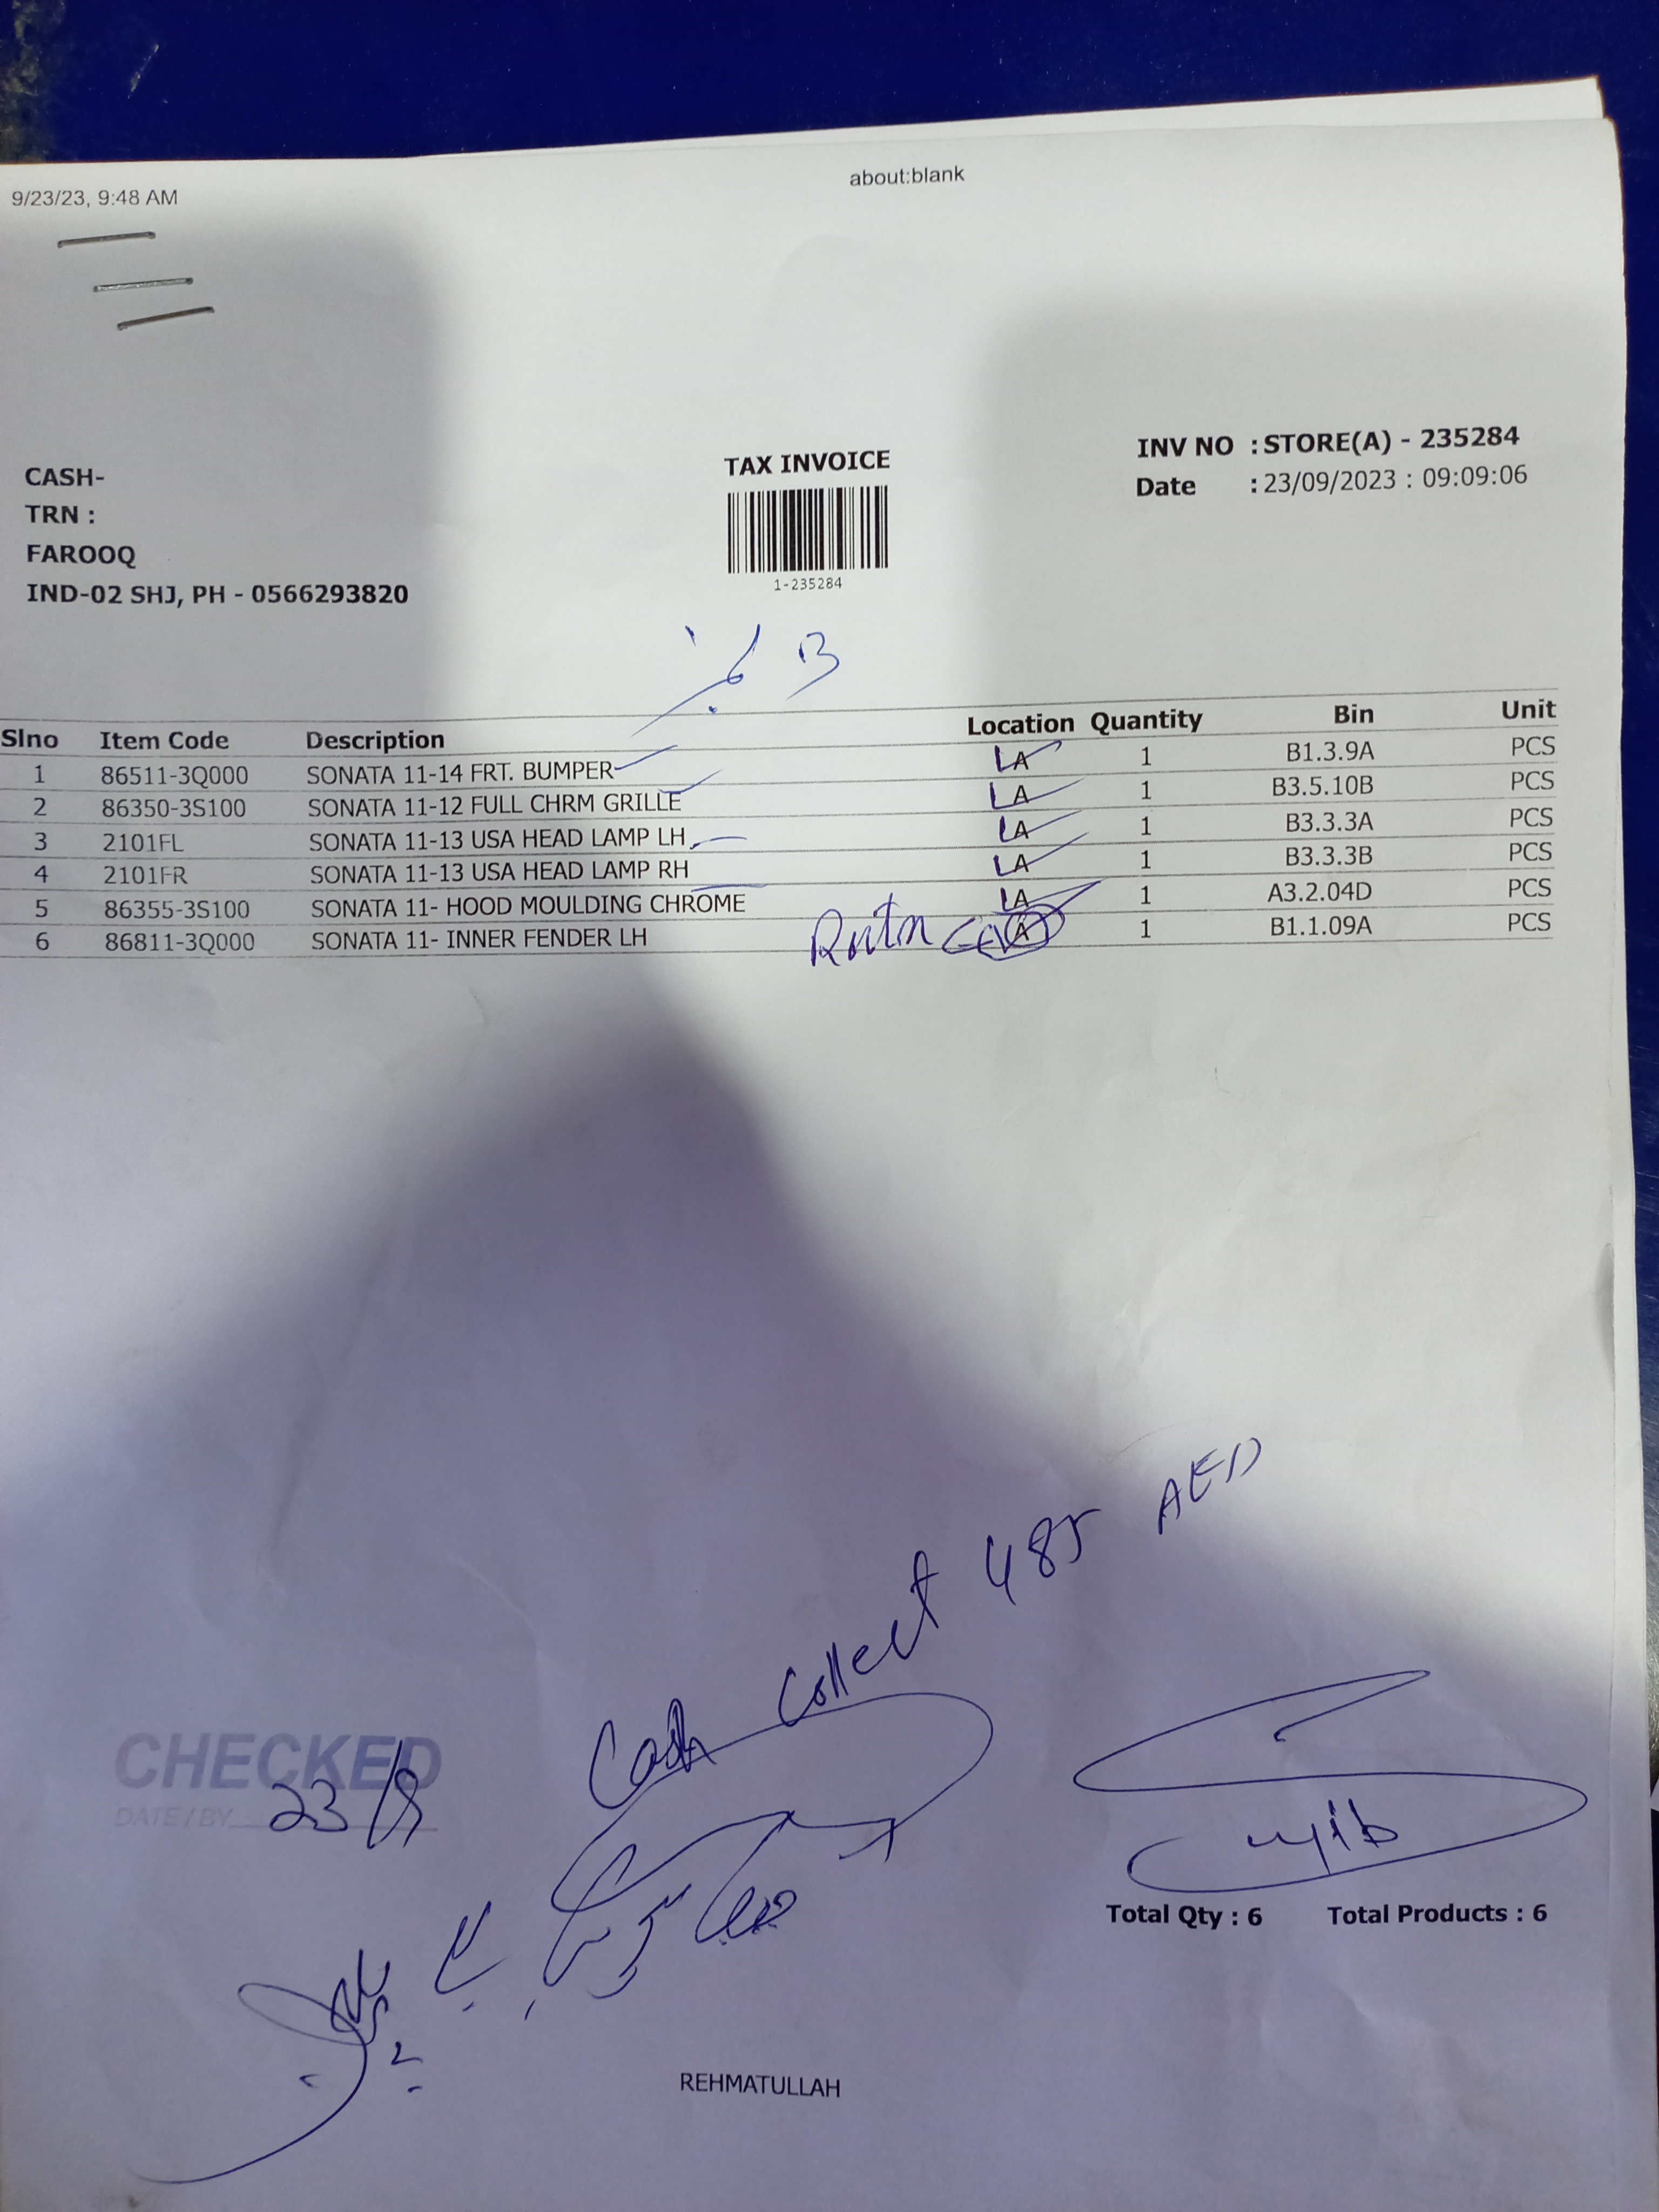 9/23/23, 9:48 AM about:blank
CASH-
TRN :
FAROOQ
IND-02 SHJ, PH - 0566293820
TAX INVOICE
1-235284
INV NO : STORE(A) - 235284
Date : 23/09/2023 : 09:09:06
Slno Item Code Description Location Quantity Bin Unit
1 86511-3Q000 SONATA 11-14 FRT. BUMPER LA 1 B1.3.9A PCS
2 86350-3S100 SONATA 11-12 FULL CHRM GRILLE LA 1 B3.5.10B PCS
3 2101FL SONATA 11-13 USA HEAD LAMP LH LA 1 B3.3.3A PCS
4 2101FR SONATA 11-13 USA HEAD LAMP RH LA 1 B3.3.3B PCS
5 86355-3S100 SONATA 11- HOOD MOULDING CHROME LA 1 A3.2.04D PCS
6 86811-3Q000 SONATA 11- INNER FENDER LH A 1 B1.1.09A PCS
Cash Collect 485 AED
CHECKED
DATE/BY 23/9
Total Qty : 6 Total Products : 6
REHMATULLAH